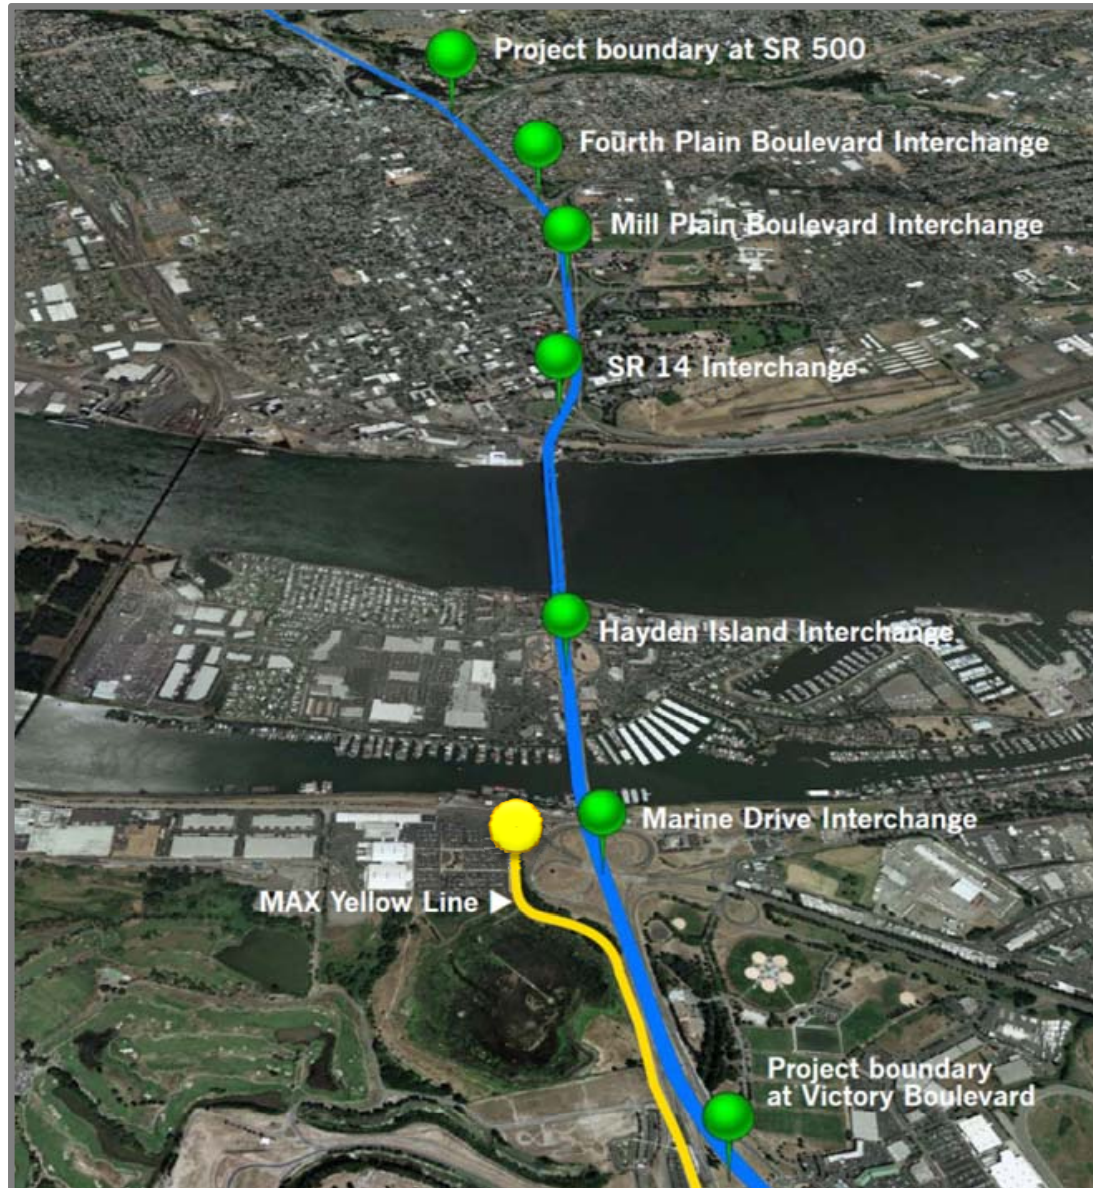 Project boundary at SR 500
Fourth Plain Boulevard Interchange
Mill Plain Boulevard Interchange
SR 14 Interchange
Hayden Island Interchange
Marine Drive Interchange
MAX Yellow Line
Project boundary
at Victory Boulevard